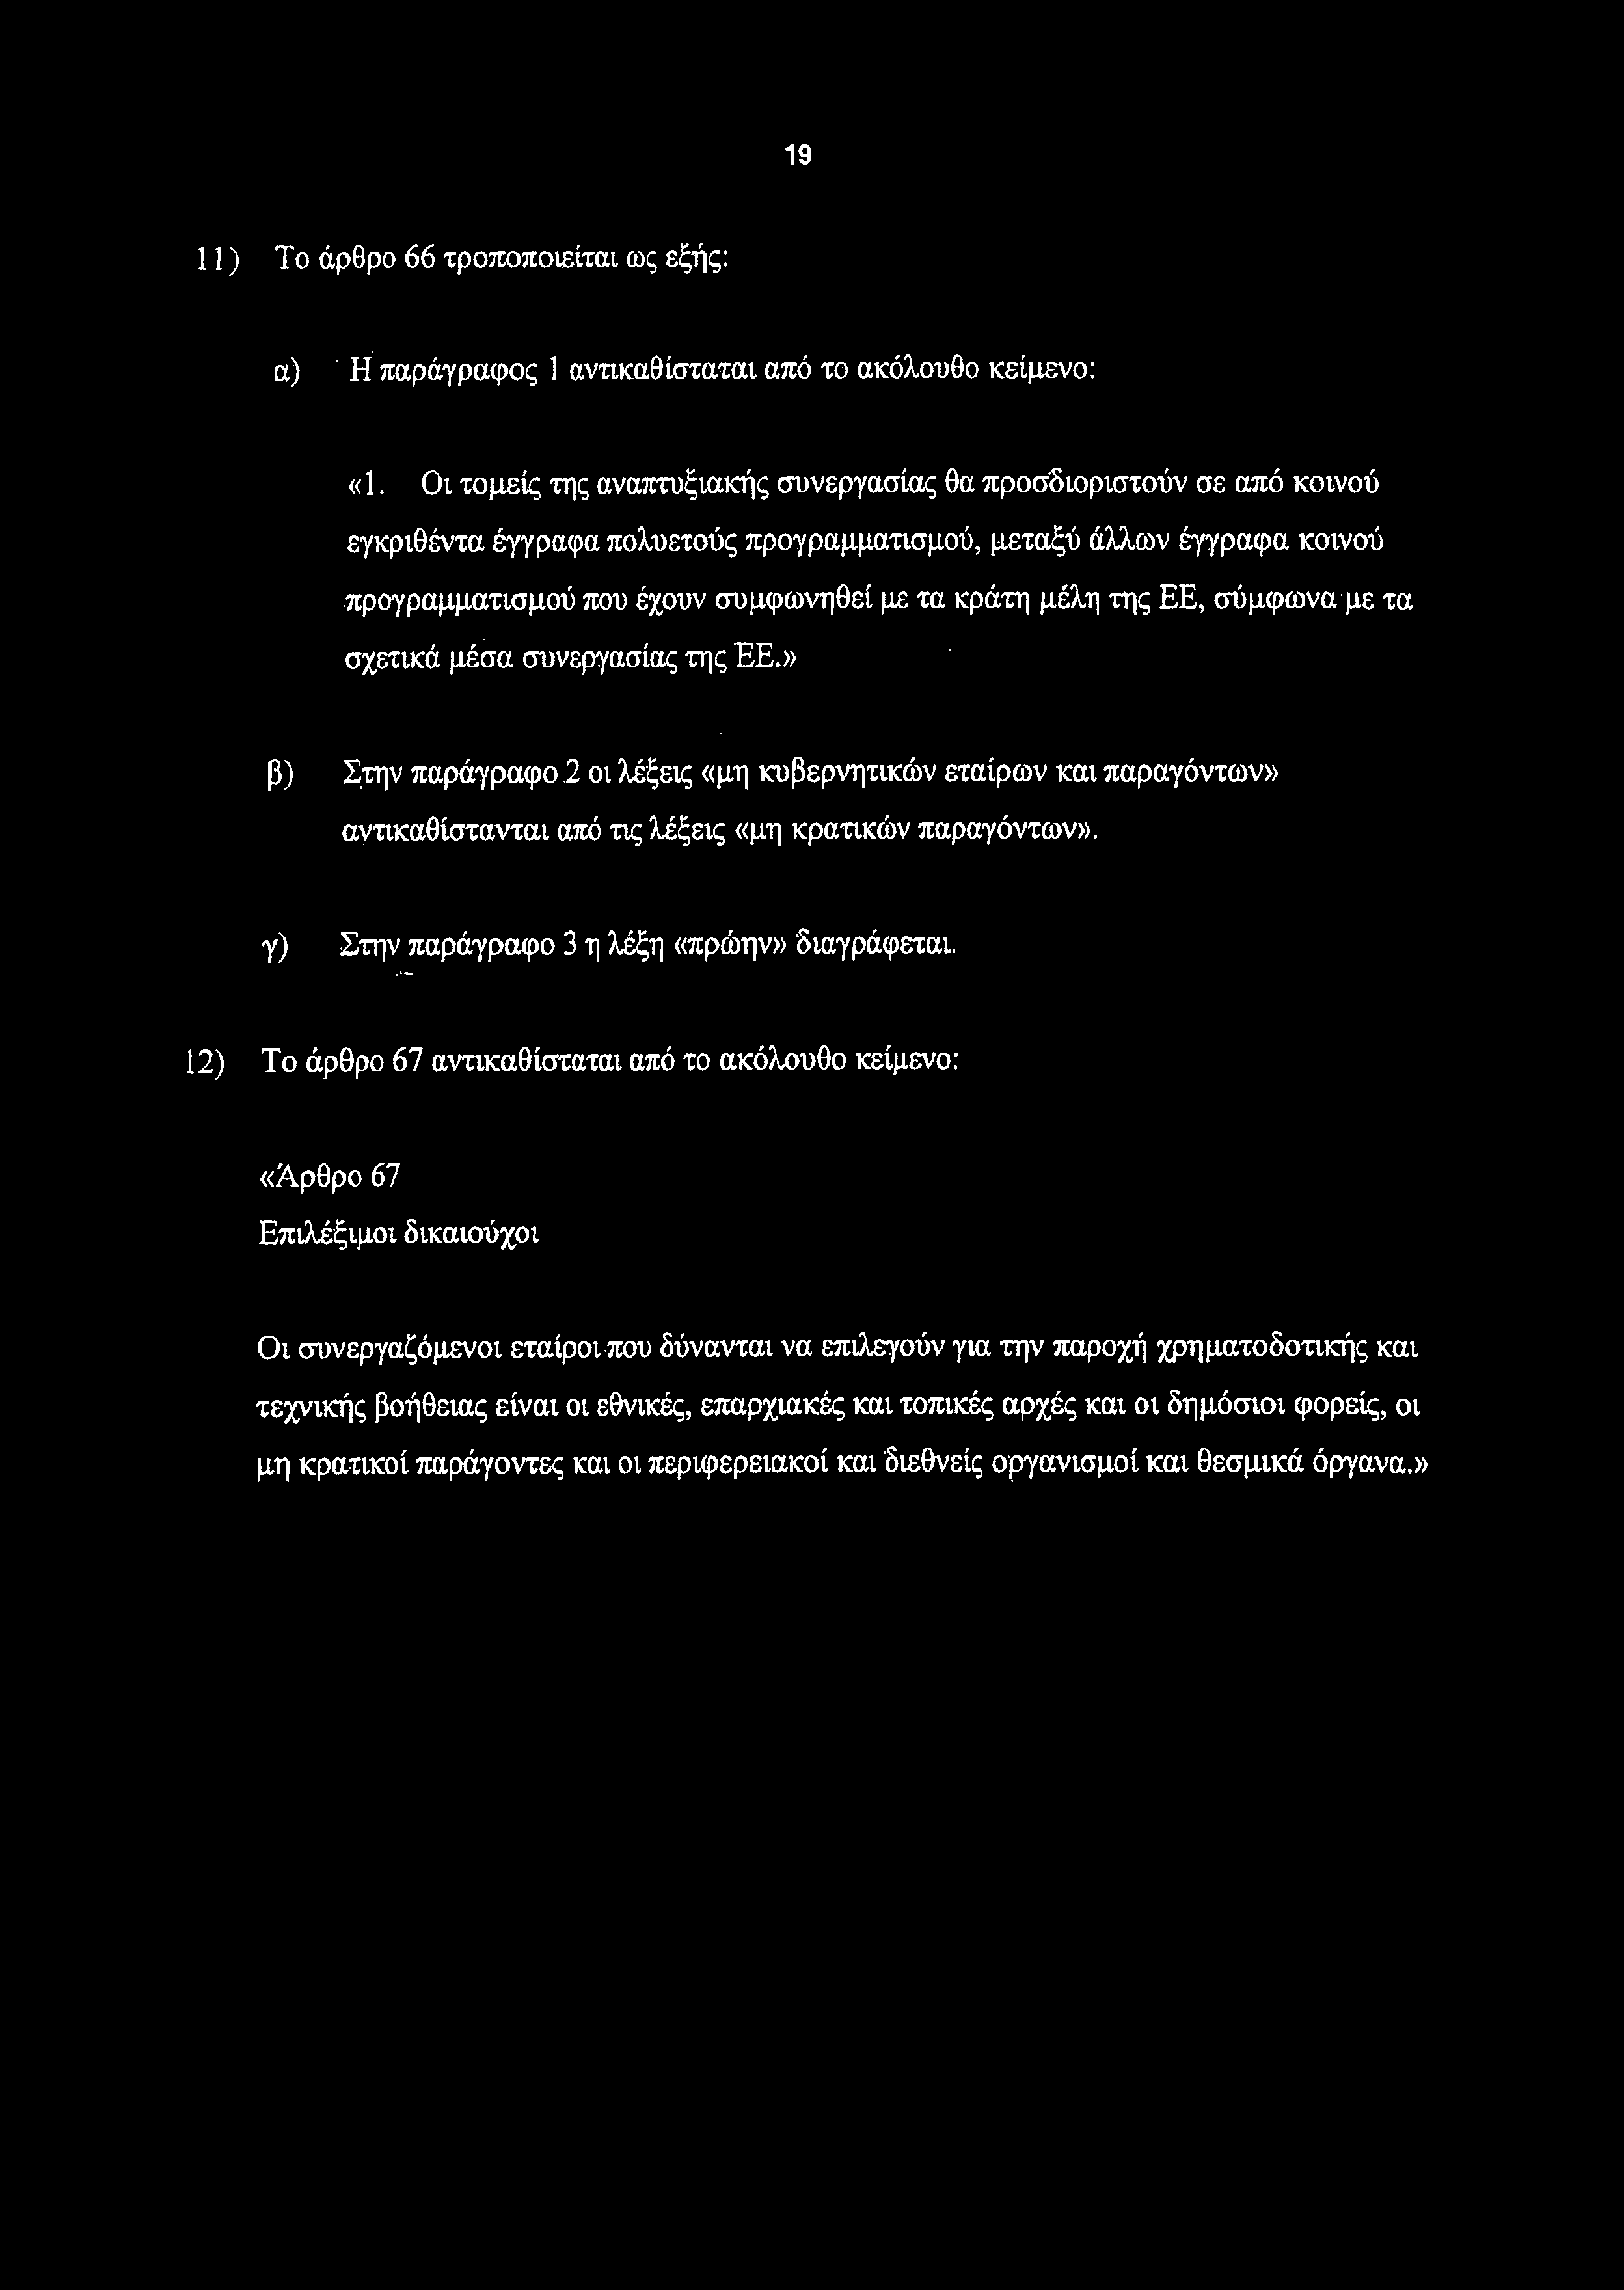 19
11) Το άρθρο 66 τροποποιείται ως εξής:
α) Η παράγραφος 1 αντικαθίσταται από το ακόλουθο κείμενο:
«1. Οι τομείς της αναπτυξιακής συνεργασίας θα προσδιοριστούν σε από κοινού
εγκριθέντα έγγραφα πολυετούς προγραμματισμού, μεταξύ άλλων έγγραφα κοινού
προγραμματισμού που έχουν συμφωνηθεί με τα κράτη μέλη της ΕΕ, σύμφωνα με τα
σχετικά μέσα συνεργασίας της ΕΕ.»
β) Στην παράγραφο 2 οι λέξεις «μη κυβερνητικών εταίρων και παραγόντων»
αντικαθίστανται από τις λέξεις «μη κρατικών παραγόντων».
γ) Στην παράγραφο 3 η λέξη «πρώην» διαγράφεται.
12) Το άρθρο 67 αντικαθίσταται από το ακόλουθο κείμενο:
«Άρθρο 67
Επιλέξιμοι δικαιούχοι
Οι συνεργαζόμενοι εταίροι που δύνανται να επιλεγούν για την παροχή χρηματοδοτικής και
τεχνικής βοήθειας είναι οι εθνικές, επαρχιακές και τοπικές αρχές και οι δημόσιοι φορείς, οι
μη κρατικοί παράγοντες και οι περιφερειακοί και διεθνείς οργανισμοί και θεσμικά όργανα.»